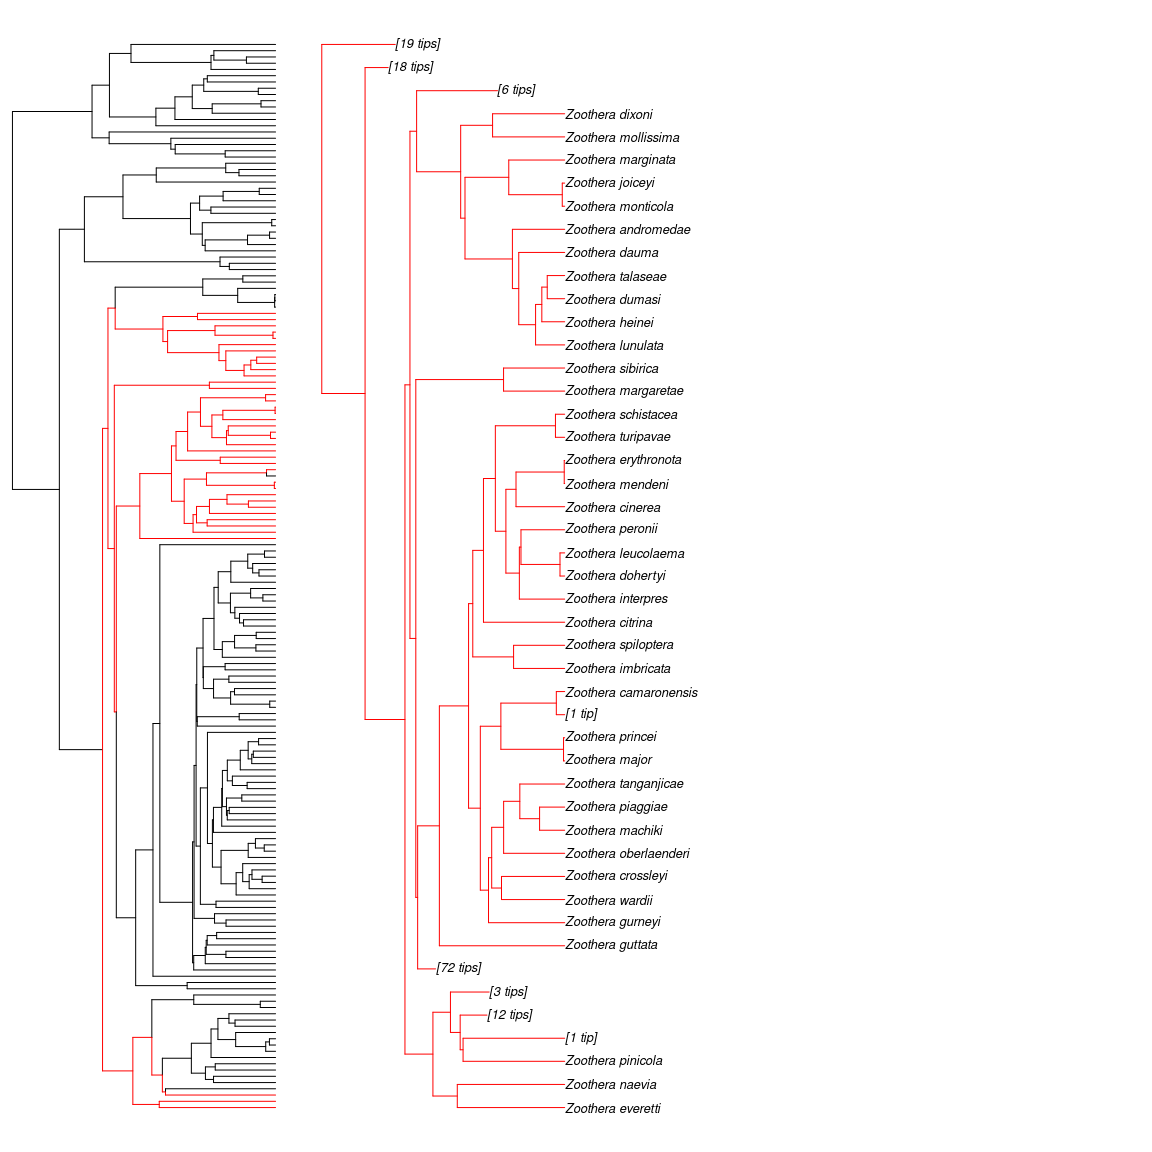 [19 tips]
[18 tips]
[6 tips]
Zoothera dixoni
Zoothera mollissima
Zoothera marginata
Zoothera joiceyi
Zoothera monticola
Zoothera andromedae
Zoothera dauma
Zoothera talaseae
Zoothera dumasi
Zoothera heinei
Zoothera lunulata
Zoothera sibirica
Zoothera margaretae
Zoothera schistacea
Zoothera turipavae
Zoothera erythronota
Zoothera mendeni
Zoothera cinerea
Zoothera peronii
Zoothera leucolaema
Zoothera dohertyi
Zoothera interpres
Zoothera citrina
Zoothera spiloptera
Zoothera imbricata
Zoothera camaronensis
[1 tip]
Zoothera princei
Zoothera major
Zoothera tanganjicae
Zoothera piaggiae
Zoothera machiki
Zoothera oberlaenderi
Zoothera crossleyi
Zoothera wardii
Zoothera gurneyi
Zoothera guttata
[72 tips]
[3 tips]
[12 tips]
[1 tip]
Zoothera pinicola
Zoothera naevia
Zoothera everetti